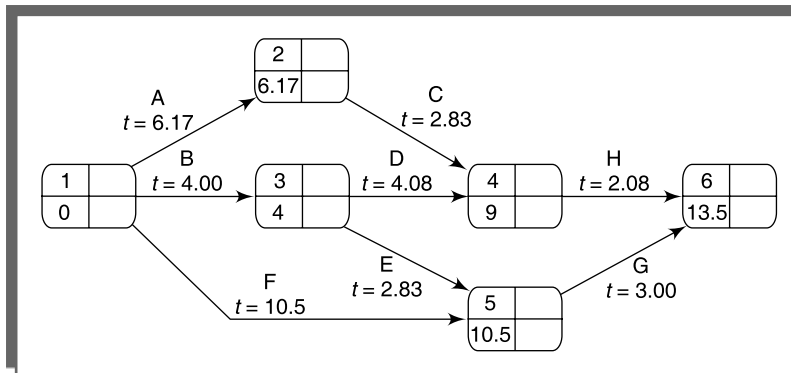 2
6.17
A
t = 6.17
C
t = 2.83
1
0
B
t = 4.00
3
4
D
t = 4.08
4
9
H
t = 2.08
6
13.5
F
t = 10.5
E
t = 2.83
5
10.5
G
t = 3.00